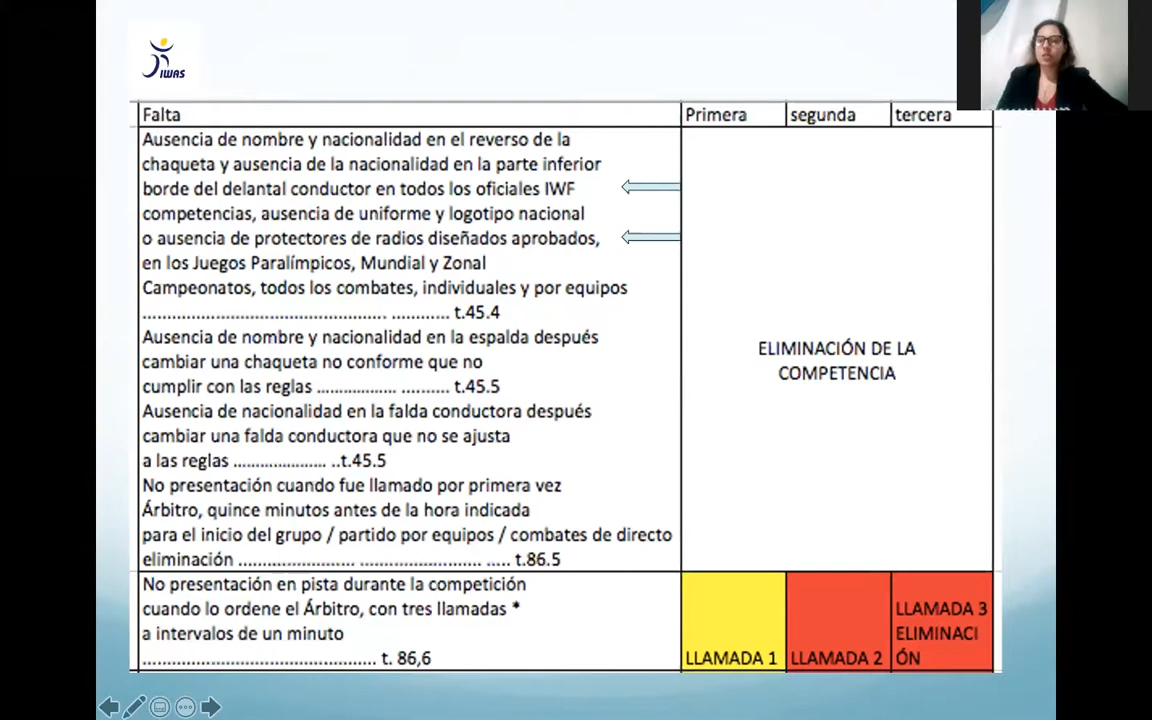 IWAS
Falta
Primera
segunda
tercera
Ausencia de nombre y nacionalidad en el reverso de la
chaqueta y ausencia de la nacionalidad en la parte inferior
borde del delantal conductor en todos los oficiales IWF
competencias, ausencia de uniforme y logotipo nacional
o ausencia de protectores de radios diseñados aprobados,
en los Juegos Paralímpicos, Mundial y Zonal
Campeonatos, todos los combates, individuales y por equipos
................................................ ............ t.45.4
Ausencia de nombre y nacionalidad en la espalda después
cambiar una chaqueta no conforme que no
cumplir con las reglas .................. .......... t.45.5
Ausencia de nacionalidad en la falda conductora después
cambiar una falda conductora que no se ajusta
a las reglas ..................... ..t.45.5
No presentación cuando fue llamado por primera vez
Árbitro, quince minutos antes de la hora indicada
para el inicio del grupo / partido por equipos / combates de directo
eliminación ........................ ......................... ..... t.86.5
ELIMINACIÓN DE LA
COMPETENCIA
No presentación en pista durante la competición
cuando lo ordene el Árbitro, con tres llamadas *
a intervalos de un minuto
............................................... t. 86,6
LLAMADA 1
LLAMADA 2
LLAMADA 3
ELIMINACI
ÓN